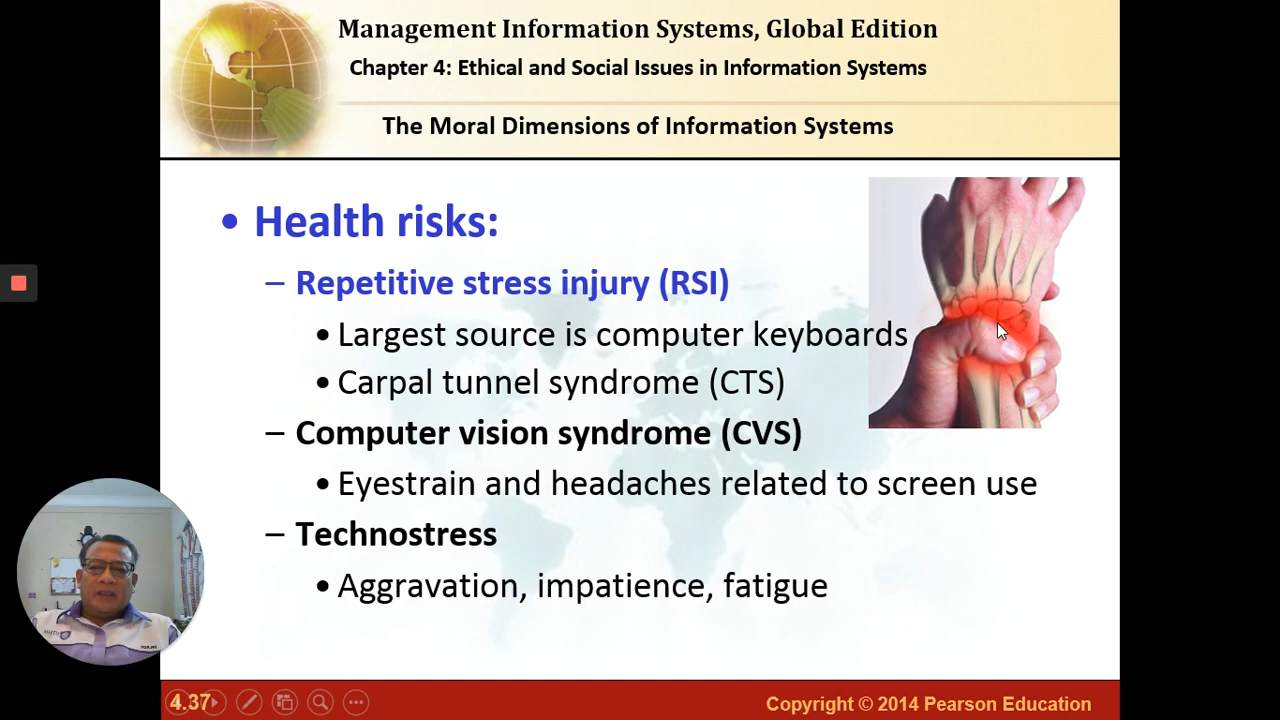 Management Information Systems, Global Edition
Chapter 4: Ethical and Social Issues in Information Systems
The Moral Dimensions of Information Systems
• Health risks:
– Repetitive stress injury (RSI)
• Largest source is computer keyboards
• Carpal tunnel syndrome (CTS)
– Computer vision syndrome (CVS)
• Eyestrain and headaches related to screen use
– Technostress
• Aggravation, impatience, fatigue
4.37
Copyright © 2014 Pearson Education